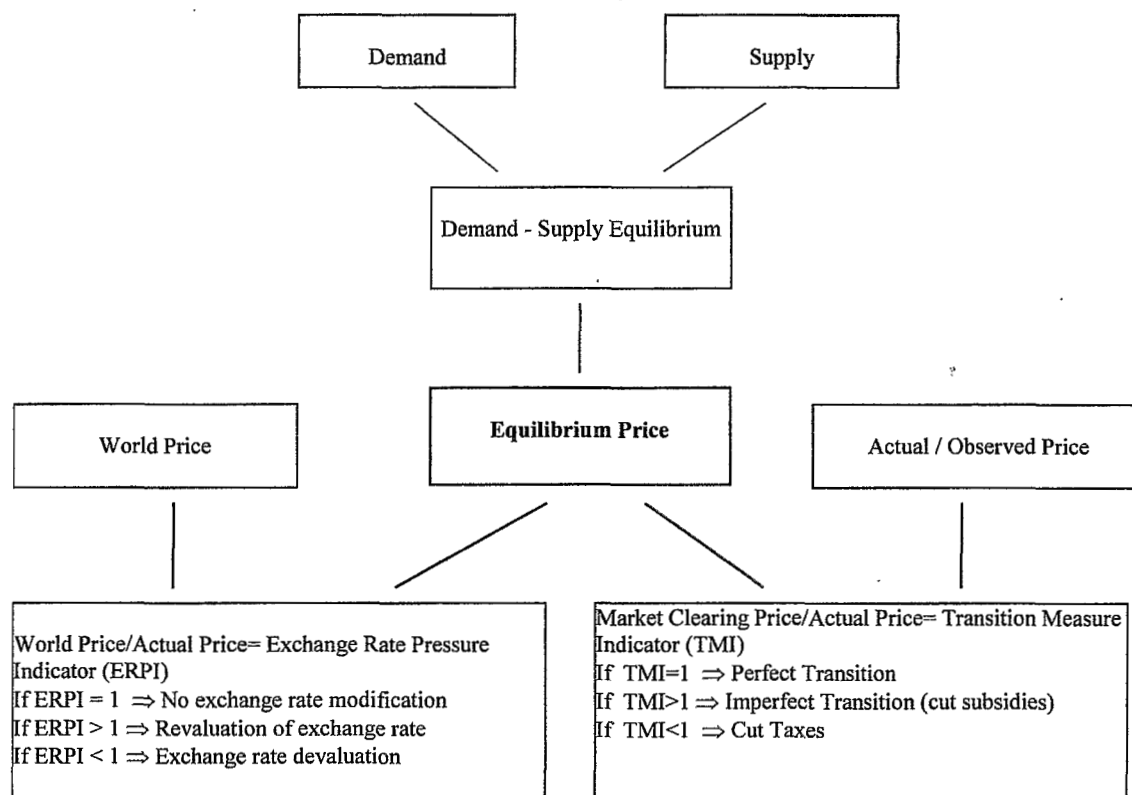 Demand
Supply
Demand - Supply Equilibrium
World Price
Equilibrium Price
Actual / Observed Price
World Price/Actual Price= Exchange Rate Pressure
Indicator (ERPI)
If ERPI = 1 ⇒ No exchange rate modification
If ERPI > 1 ⇒ Revaluation of exchange rate
If ERPI < 1 ⇒ Exchange rate devaluation
Market Clearing Price/Actual Price= Transition Measure
Indicator (TMI)
If TMI=1 ⇒ Perfect Transition
If TMI>1 ⇒ Imperfect Transition (cut subsidies)
If TMI<1 ⇒ Cut Taxes